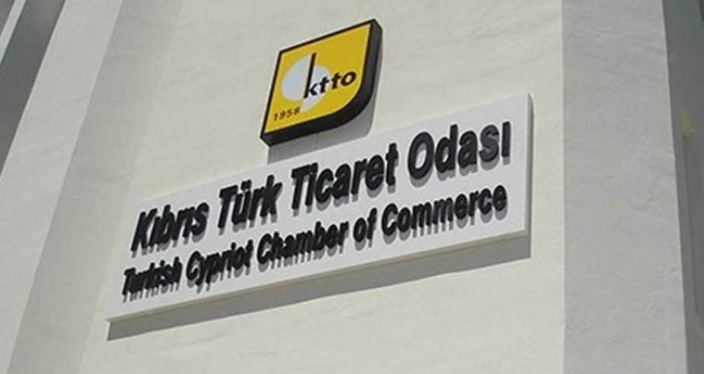 ktto
1958
Kıbrıs Türk Ticaret Odası
Turkish Cypriot Chamber of Commerce